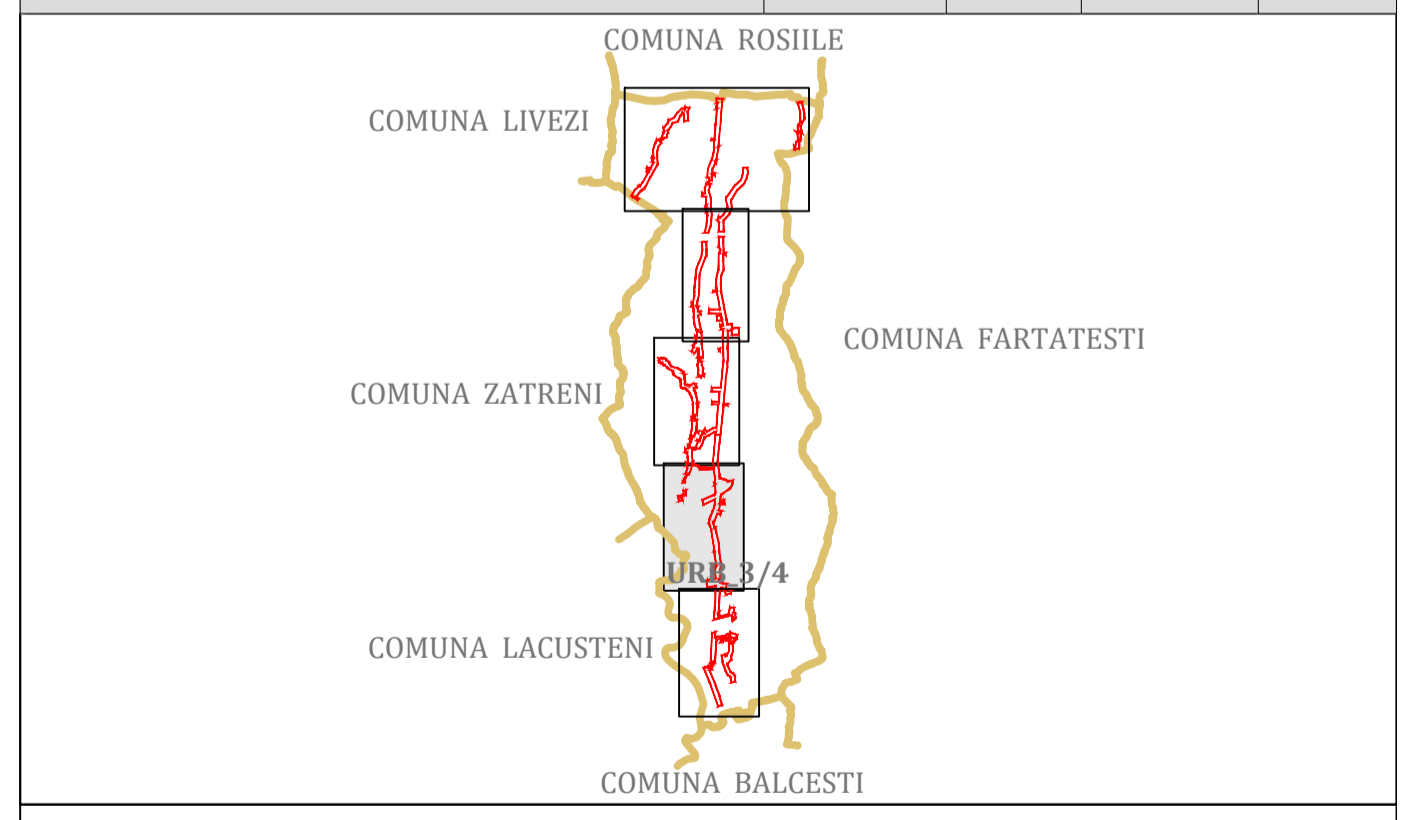 COMUNA ROSIILE
COMUNA LIVEZI
COMUNA FARTATESTI
COMUNA ZATRENI
URB_3/4
COMUNA LACUSTENI
COMUNA BALCESTI